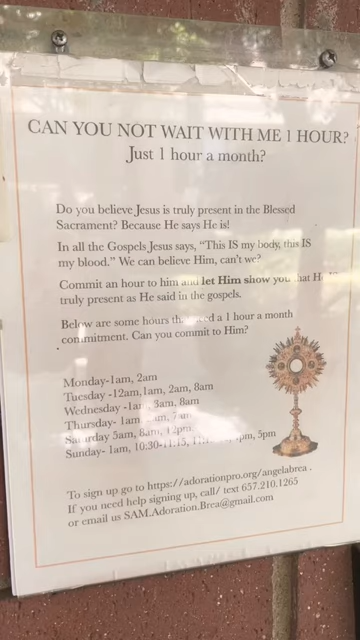 CAN YOU NOT WAIT WITH ME 1 HOUR?
Just 1 hour a month?
Do you believe Jesus is truly present in the Blessed
Sacrament? Because He says He is!
In all the Gospels Jesus says, “This IS my body, this IS
my blood.” We can believe Him, can’t we?
Commit an hour to him and let Him show you that
truly present as He said in the gospels.
Below are some hours a 1 hour a month
commitment. Can you commit to Him?
Monday-1am, 2am
Tuesday -12am,1am, 2am, 8am
Wednesday -1am, 3am, 8am
Thursday- 1am,
Saturday 5am, 8am, 12pm,
Sunday- 1am, 10:30-11:15, 5pm
To sign up go to https://adorationpro.org/angelabrea .
If you need help signing up, call/ text 657.210.1265
or email us SAM.Adoration.Brea@gmail.com